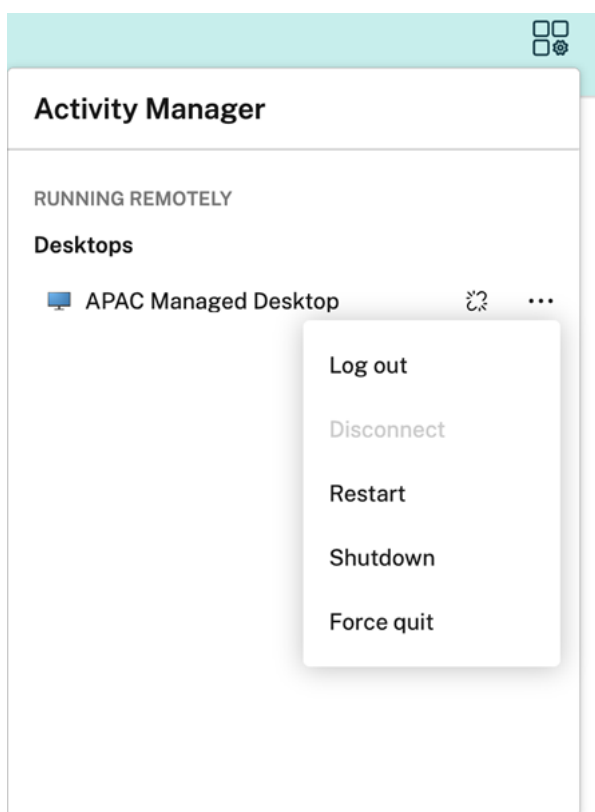 Activity Manager
RUNNING REMOTELY
Desktops
APAC Managed Desktop
Log out
Disconnect
Restart
Shutdown
Force quit